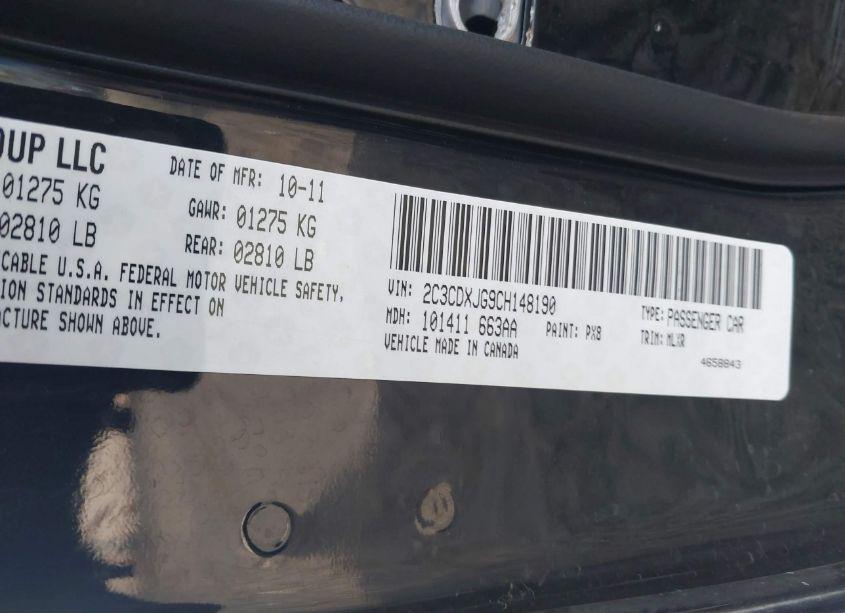 OUP LLC
DATE OF MFR: 10-11
01275 KG
GAWR: 01275 KG
02810 LB
REAR: 02810 LB
CABLE U.S.A. FEDERAL MOTOR VEHICLE SAFETY,
ION STANDARDS IN EFFECT ON
ACTURE SHOWN ABOVE.
VIN: 2C3CDXJG9CH148190
TYPE: PASSENGER CAR
MDH: 101411 663AA
PAINT: PX8
TRIM: MLXR
VEHICLE MADE IN CANADA
4658843